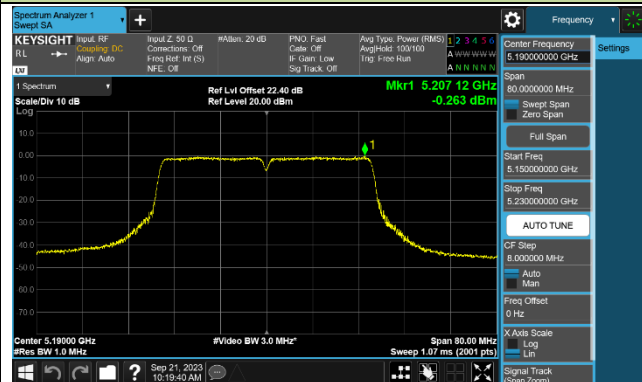 Spectrum Analyzer 1
Swept SA
+
Frequency
KEYSIGHT
Input: RF
Input Z: 50 Ω
#Atten: 20 dB
PNO: Fast
Avg Type: Power (RMS)
1 2 3 4 5 6
RL
Coupling: DC
Corrections: Off
Gate: Off
Avg|Hold: 100/100
A W W W W W
Align: Auto
Freq Ref: Int (S)
IF Gain: Low
Trig: Free Run
NFE: Off
Sig Track: Off
A N N N N N
LXI
1 Spectrum
Ref Lvl Offset 22.40 dB
Mkr1 5.207 12 GHz
Scale/Div 10 dB
Ref Level 20.00 dBm
-0.263 dBm
Log
10.0
0.00
-10.0
-20.0
-30.0
-40.0
-50.0
-60.0
-70.0
1
Center 5.19000 GHz
#Video BW 3.0 MHz*
Span 80.00 MHz
#Res BW 1.0 MHz
Sweep 1.07 ms (2001 pts)
Center Frequency
5.190000000 GHz
Settings
Span
80.0000000 MHz
Swept Span
Zero Span
Full Span
Start Freq
5.150000000 GHz
Stop Freq
5.230000000 GHz
AUTO TUNE
CF Step
8.000000 MHz
Auto
Man
Freq Offset
0 Hz
X Axis Scale
Log
Lin
Signal Track
(Span Zoom)
?
Sep 21, 2023
10:19:40 AM